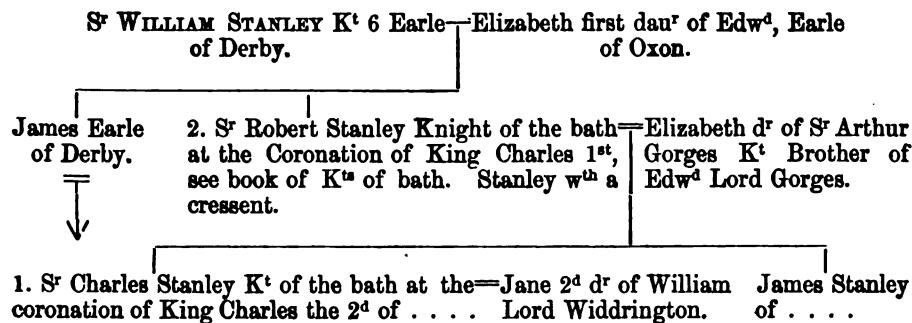 Sʳ WILLIAM STANLEY Kᵗ 6 Earle
of Derby.
Elizabeth first dauʳ of Edwᵈ, Earle
of Oxon.
James Earle
of Derby.
2. Sʳ Robert Stanley Knight of the bath
at the Coronation of King Charles 1ˢᵗ,
see book of Kᵗˢ of bath. Stanley wᵗʰ a
cressent.
Elizabeth dʳ of Sʳ Arthur
Gorges Kᵗ Brother of
Edwᵈ Lord Gorges.
1. Sʳ Charles Stanley Kᵗ of the bath at the
coronation of King Charles the 2ᵈ of . . . .
Jane 2ᵈ dʳ of William
Lord Widdrington.
James Stanley
of . . . .